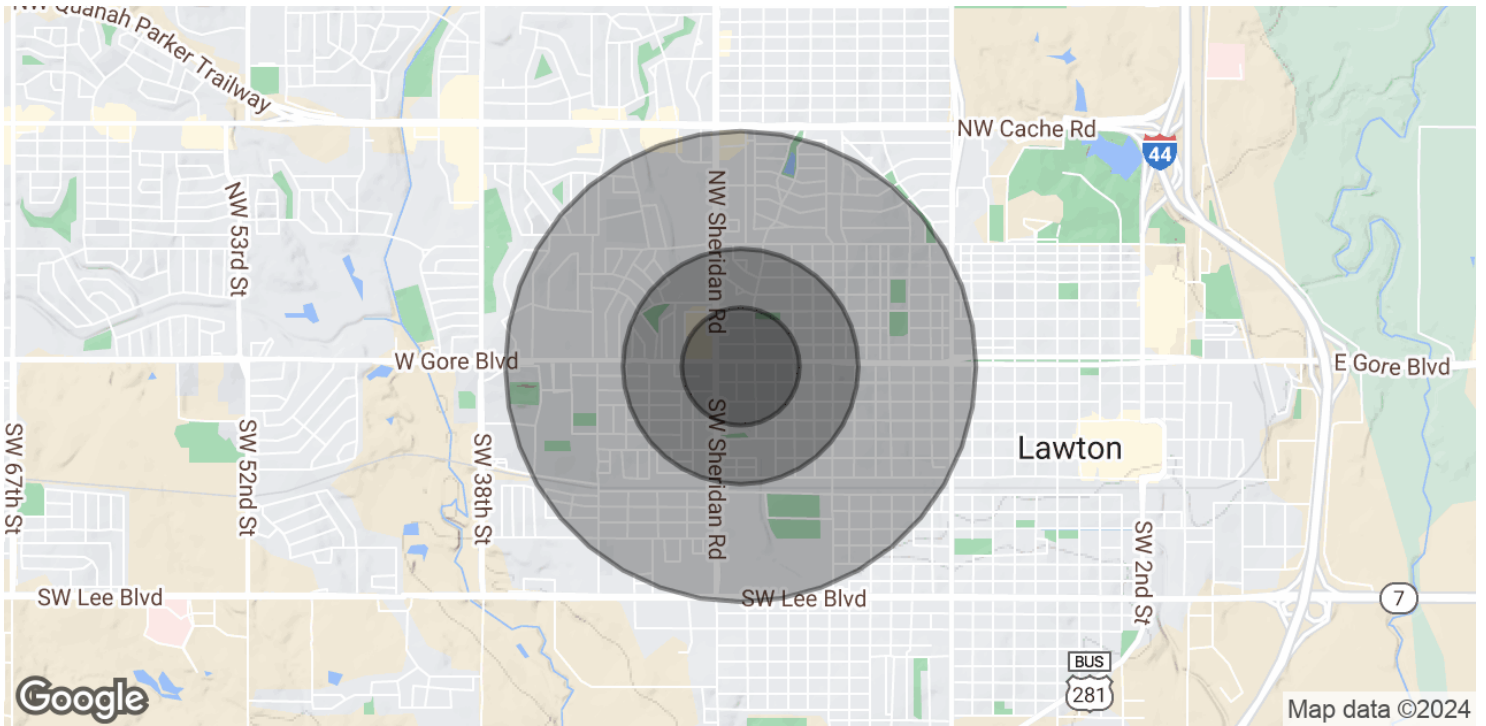 NW Quanah Parker Trailway
NW Cache Rd
44
NW 53rd St
NW Sheridan Rd
W Gore Blvd
E Gore Blvd
SW 67th St
SW 52nd St
SW 38th St
SW Sheridan Rd
Lawton
SW 2nd St
SW Lee Blvd
SW Lee Blvd
7
BUS
281
Google
Map data ©2024